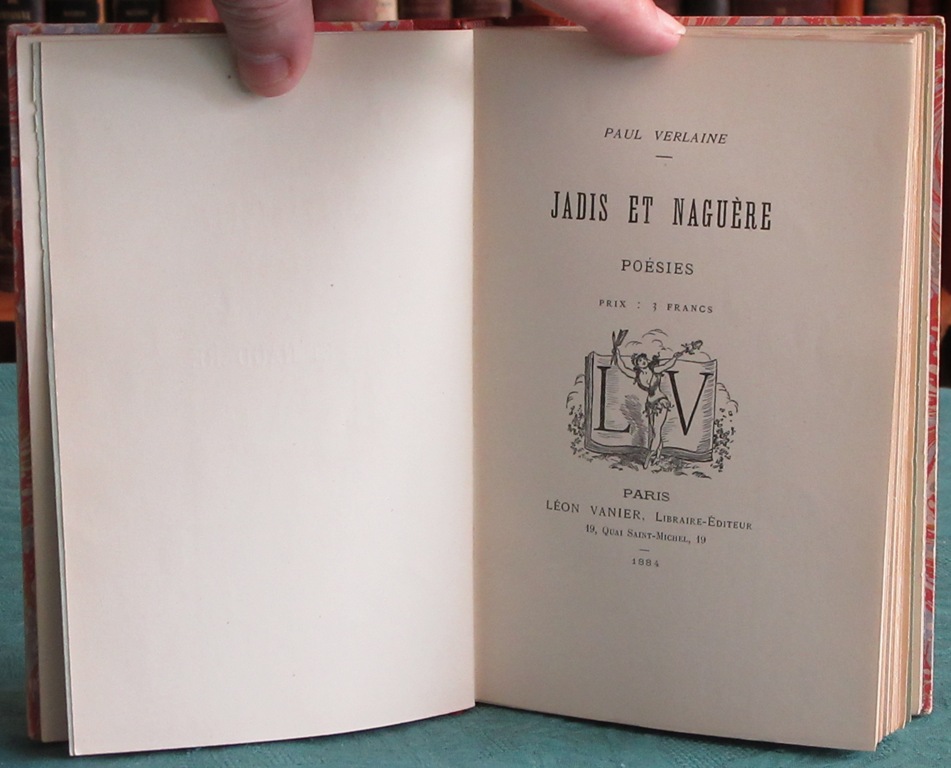 PAUL VERLAINE
JADIS ET NAGUÈRE
POÉSIES
PRIX : 3 FRANCS
L V
PARIS
LÉON VANIER, LIBRAIRE-ÉDITEUR
19, QUAI SAINT-MICHEL, 19
1884